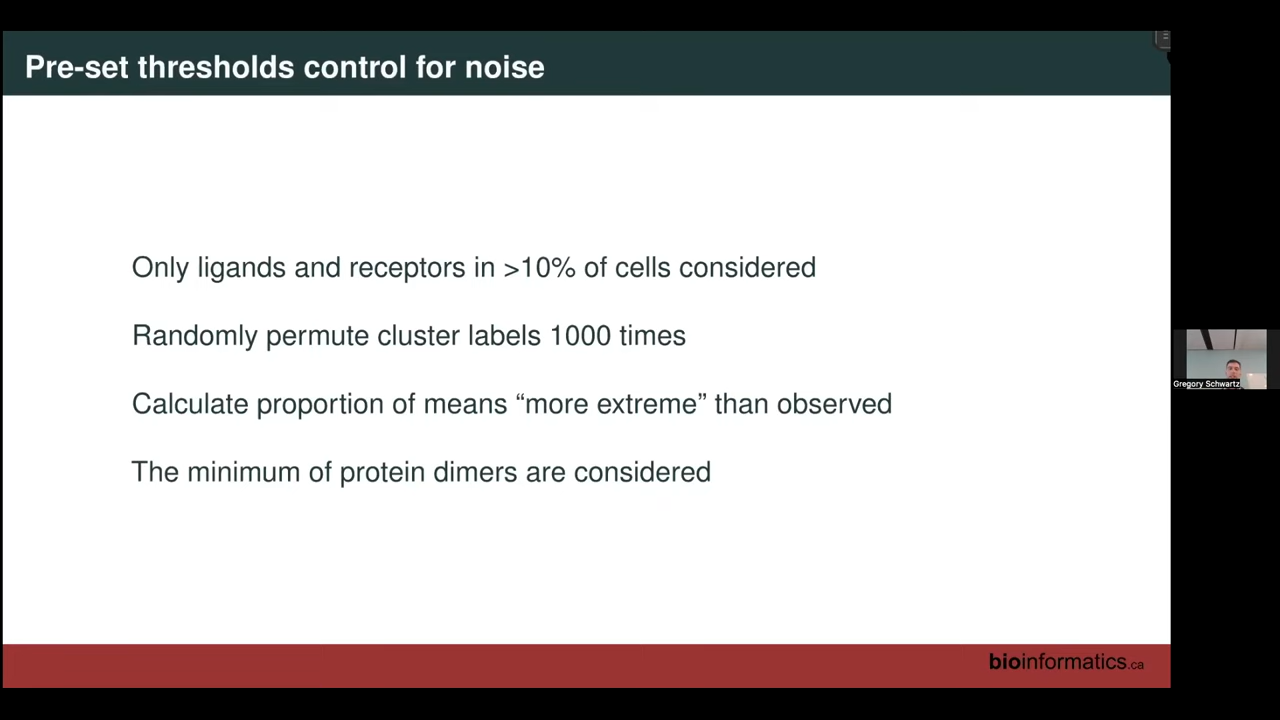 Pre-set thresholds control for noise
Only ligands and receptors in >10% of cells considered
Randomly permute cluster labels 1000 times
Calculate proportion of means “more extreme” than observed
The minimum of protein dimers are considered
Gregory Schwartz
bioinformatics.ca